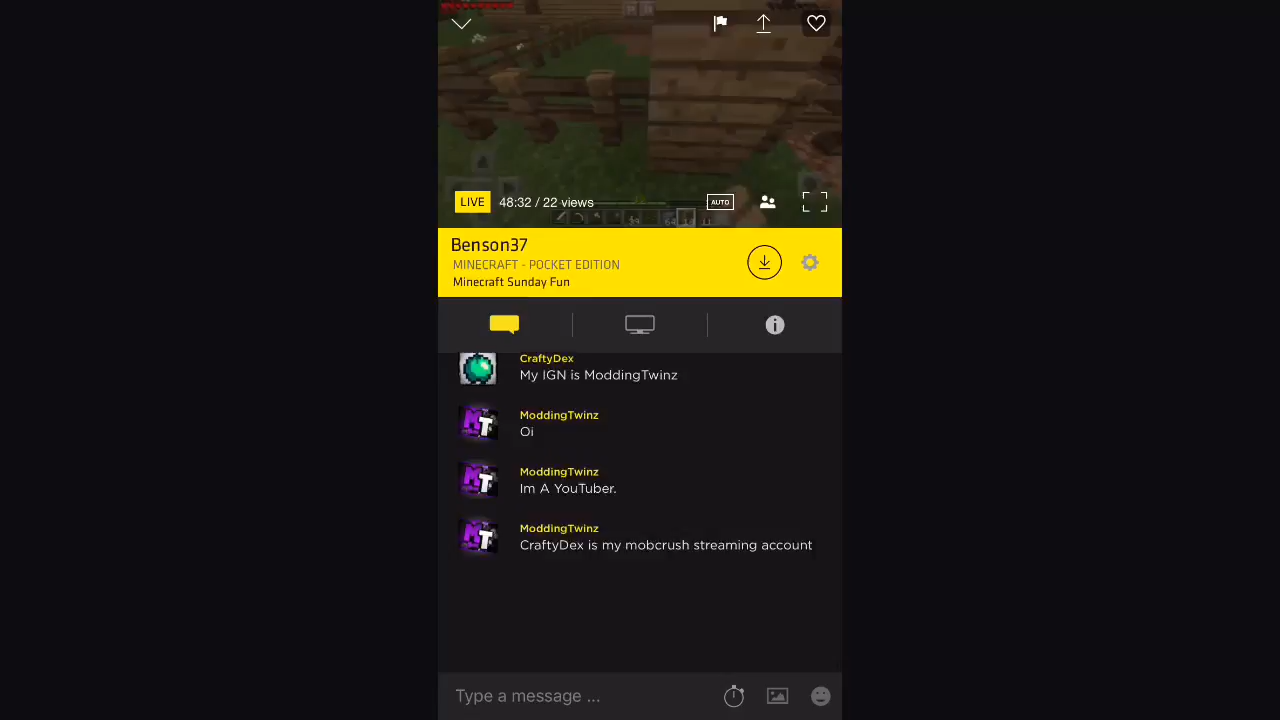 LIVE 48:32 / 22 views AUTO
Benson37
MINECRAFT - POCKET EDITION
Minecraft Sunday Fun
CraftyDex
My IGN is ModdingTwinz
ModdingTwinz
Oi
ModdingTwinz
Im A YouTuber.
ModdingTwinz
CraftyDex is my mobcrush streaming account
Type a message ...